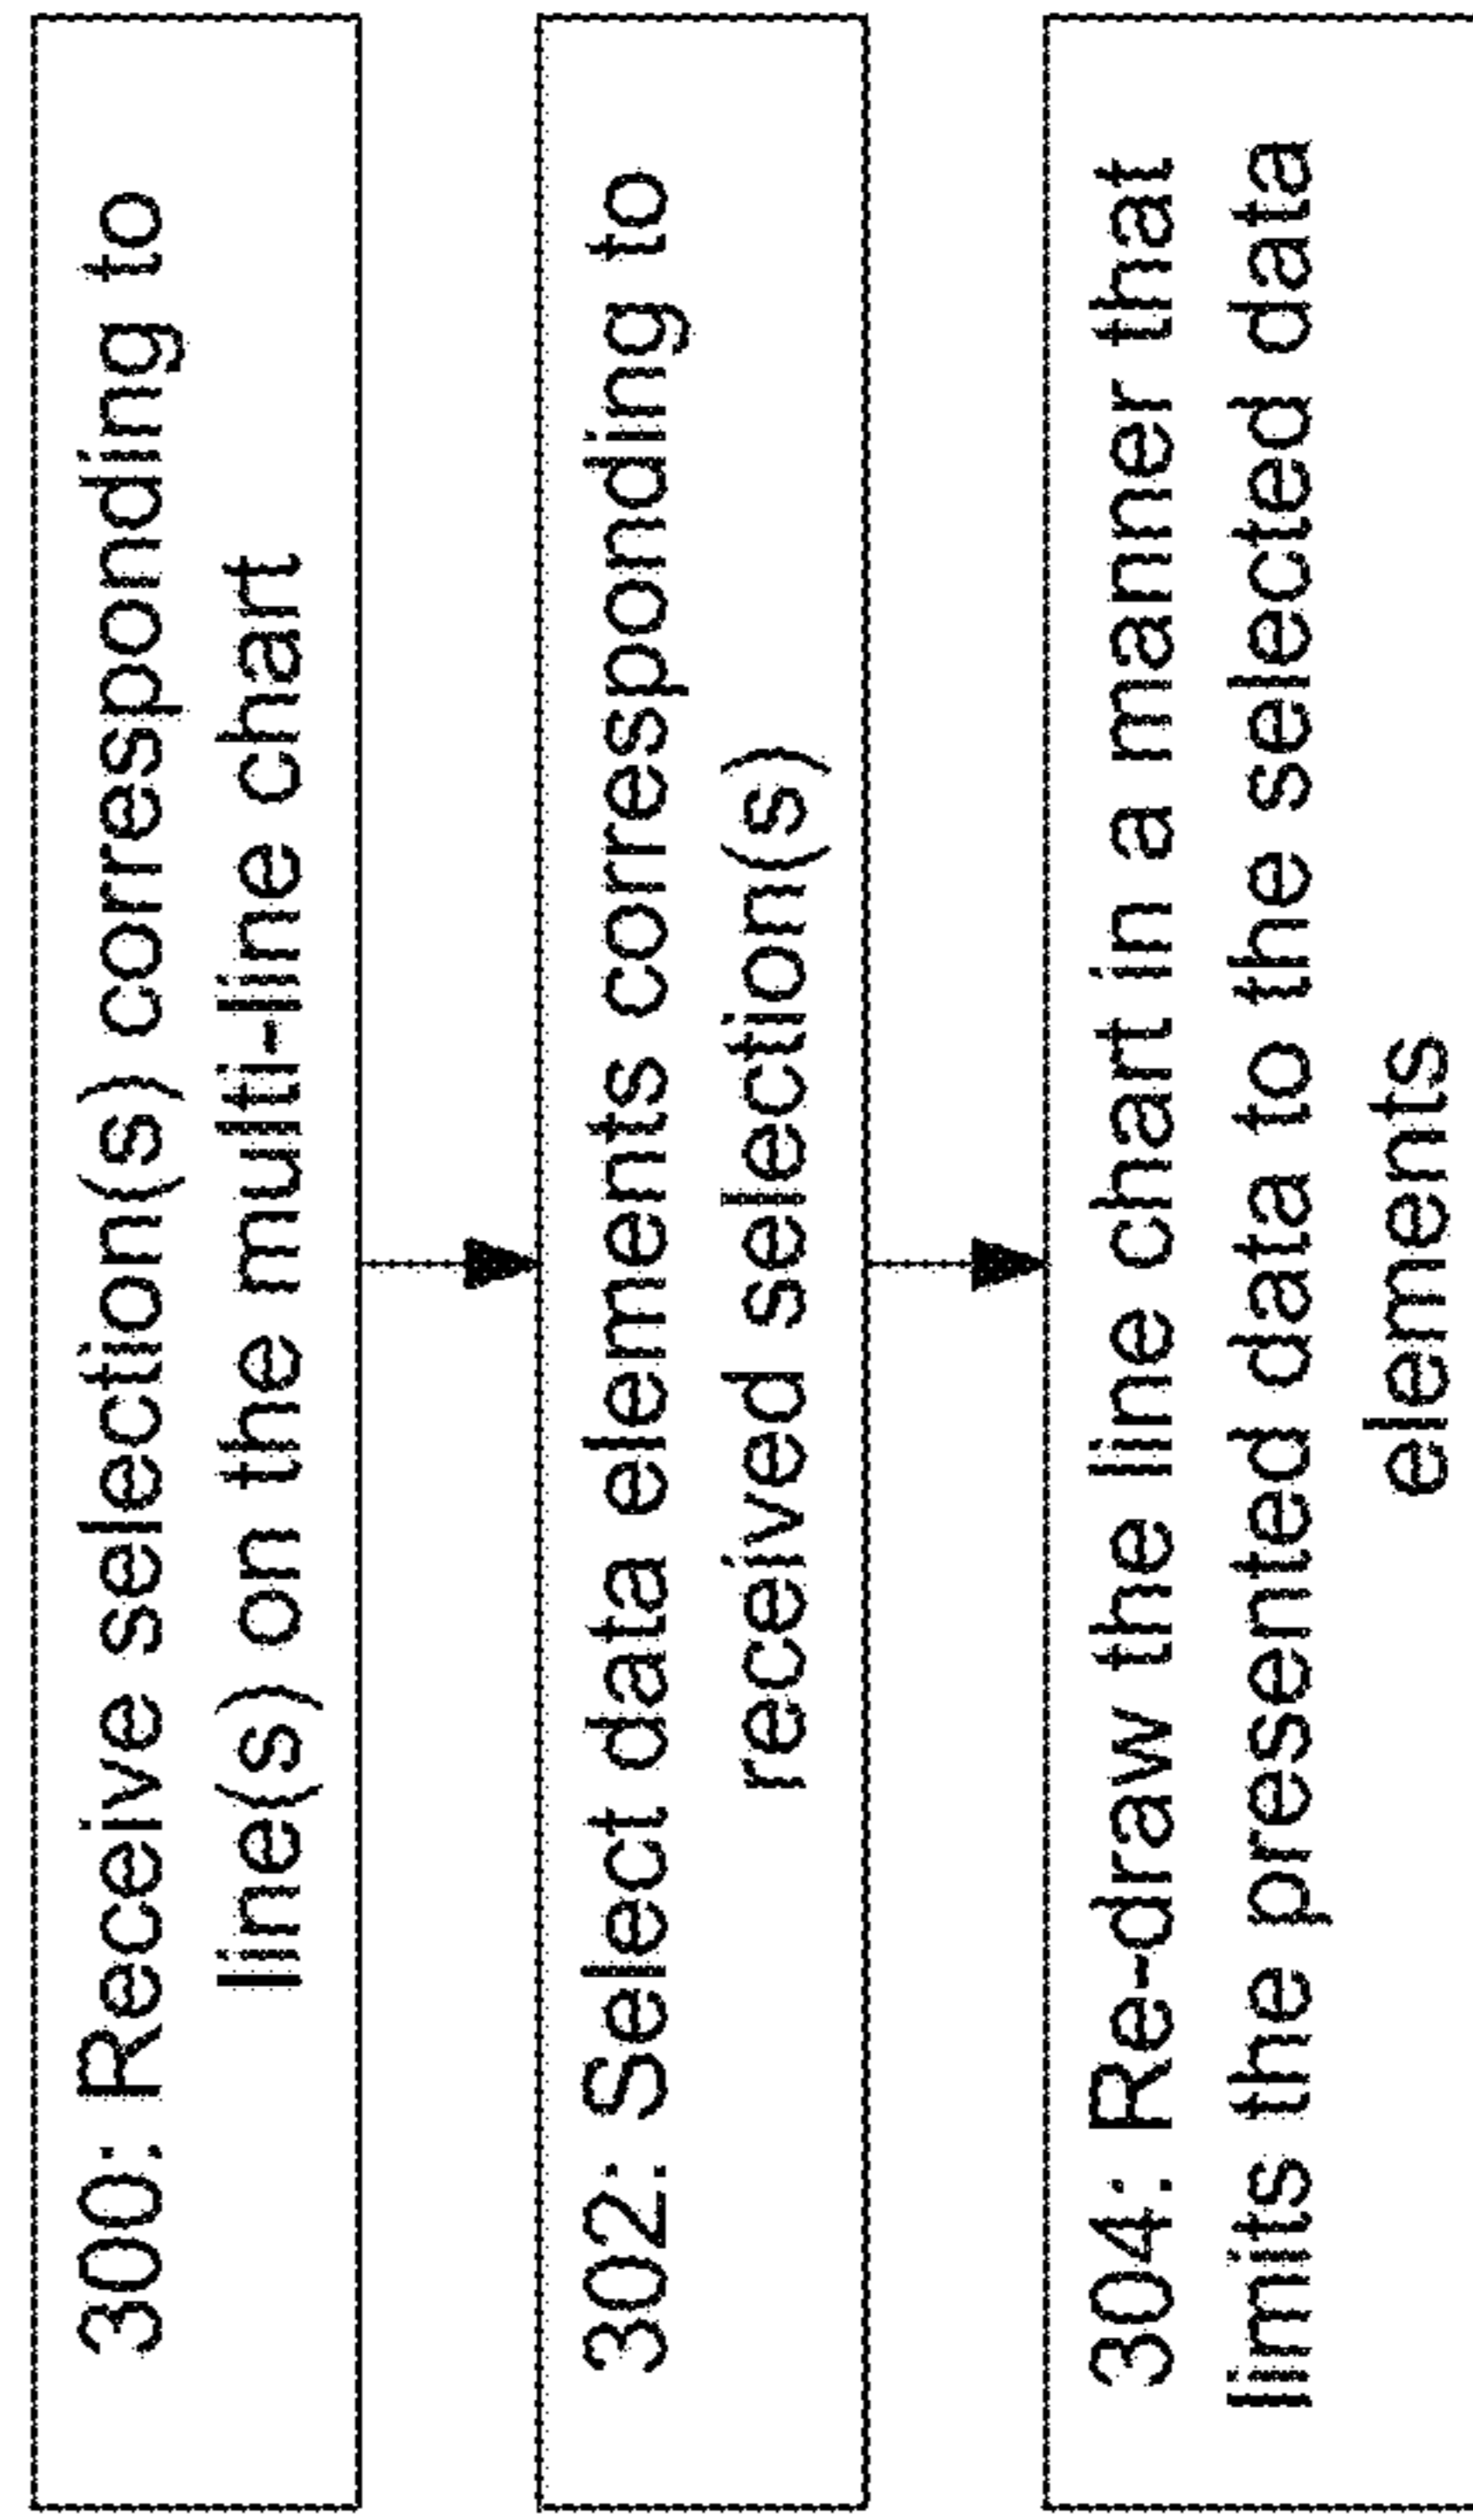 300: Receive selection(s) corresponding to
line(s) on the multi-line chart
302: Select data elements corresponding to
received selection(s)
304: Re-draw the line chart in a manner that
limits the presented data to the selected data
elements